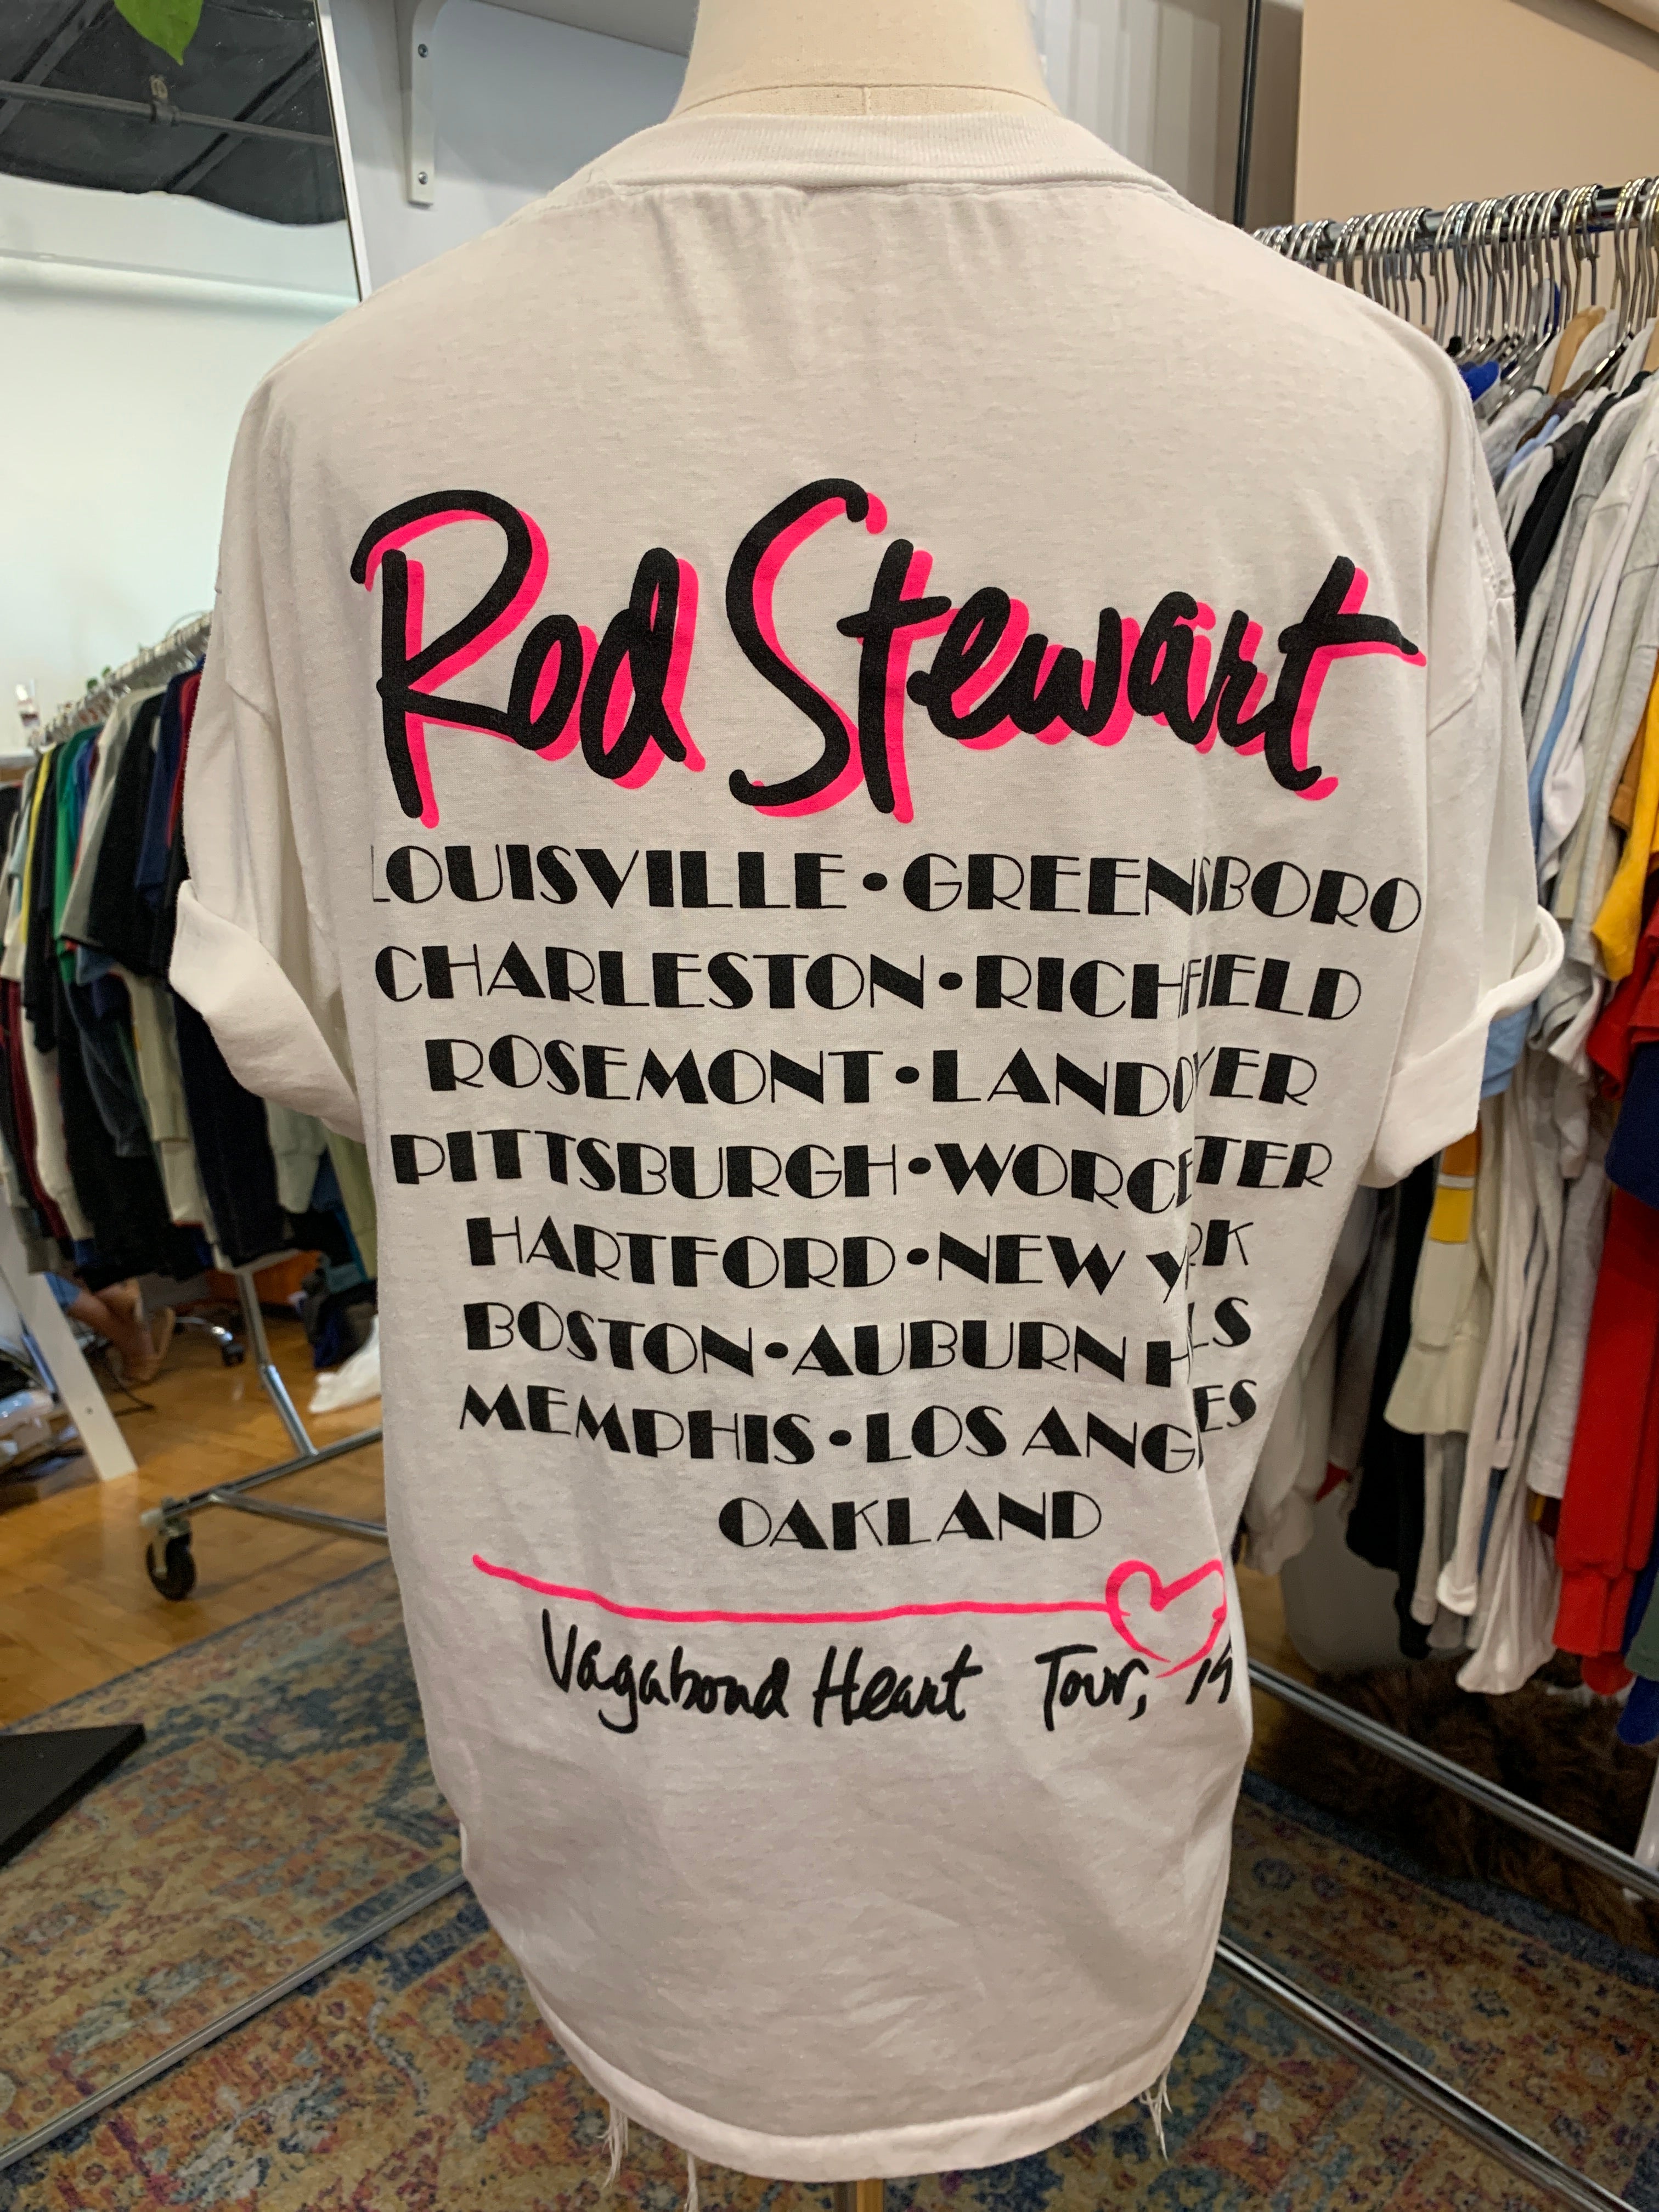 Rod Stewart
LOUISVILLE • GREENSBORO
CHARLESTON • RICHFIELD
ROSEMONT • LANDOVER
PITTSBURGH • WORCESTER
HARTFORD • NEW YORK
BOSTON • AUBURN HILLS
MEMPHIS • LOS ANGELES
OAKLAND
Vagabond Heart Tour,